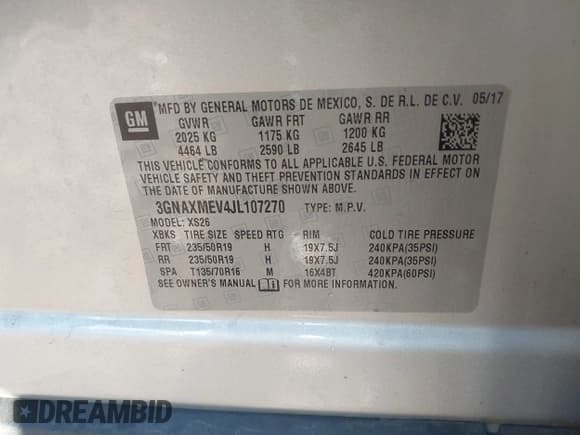 GM
MFD BY GENERAL MOTORS DE MEXICO, S. DE R.L. DE C.V. 05/17
GVWR GAWR FRT GAWR RR
2025 KG 1175 KG 1200 KG
4464 LB 2590 LB 2645 LB
THIS VEHICLE CONFORMS TO ALL APPLICABLE U.S. FEDERAL MOTOR
VEHICLE SAFETY AND THEFT PREVENTION STANDARDS IN EFFECT ON
THE DATE OF MANUFACTURE SHOWN ABOVE.
3GNAXMEV4JL107270 TYPE: M.P.V.
MODEL: XS26
XBKS TIRE SIZE SPEED RTG RIM COLD TIRE PRESSURE
FRT 235/50R19 H 19X7.5J 240KPA(35PSI)
RR 235/50R19 H 19X7.5J 240KPA(35PSI)
SPA T135/70R16 M 16X4BT 420KPA(60PSI)
SEE OWNER'S MANUAL FOR MORE INFORMATION.
DREAMBID